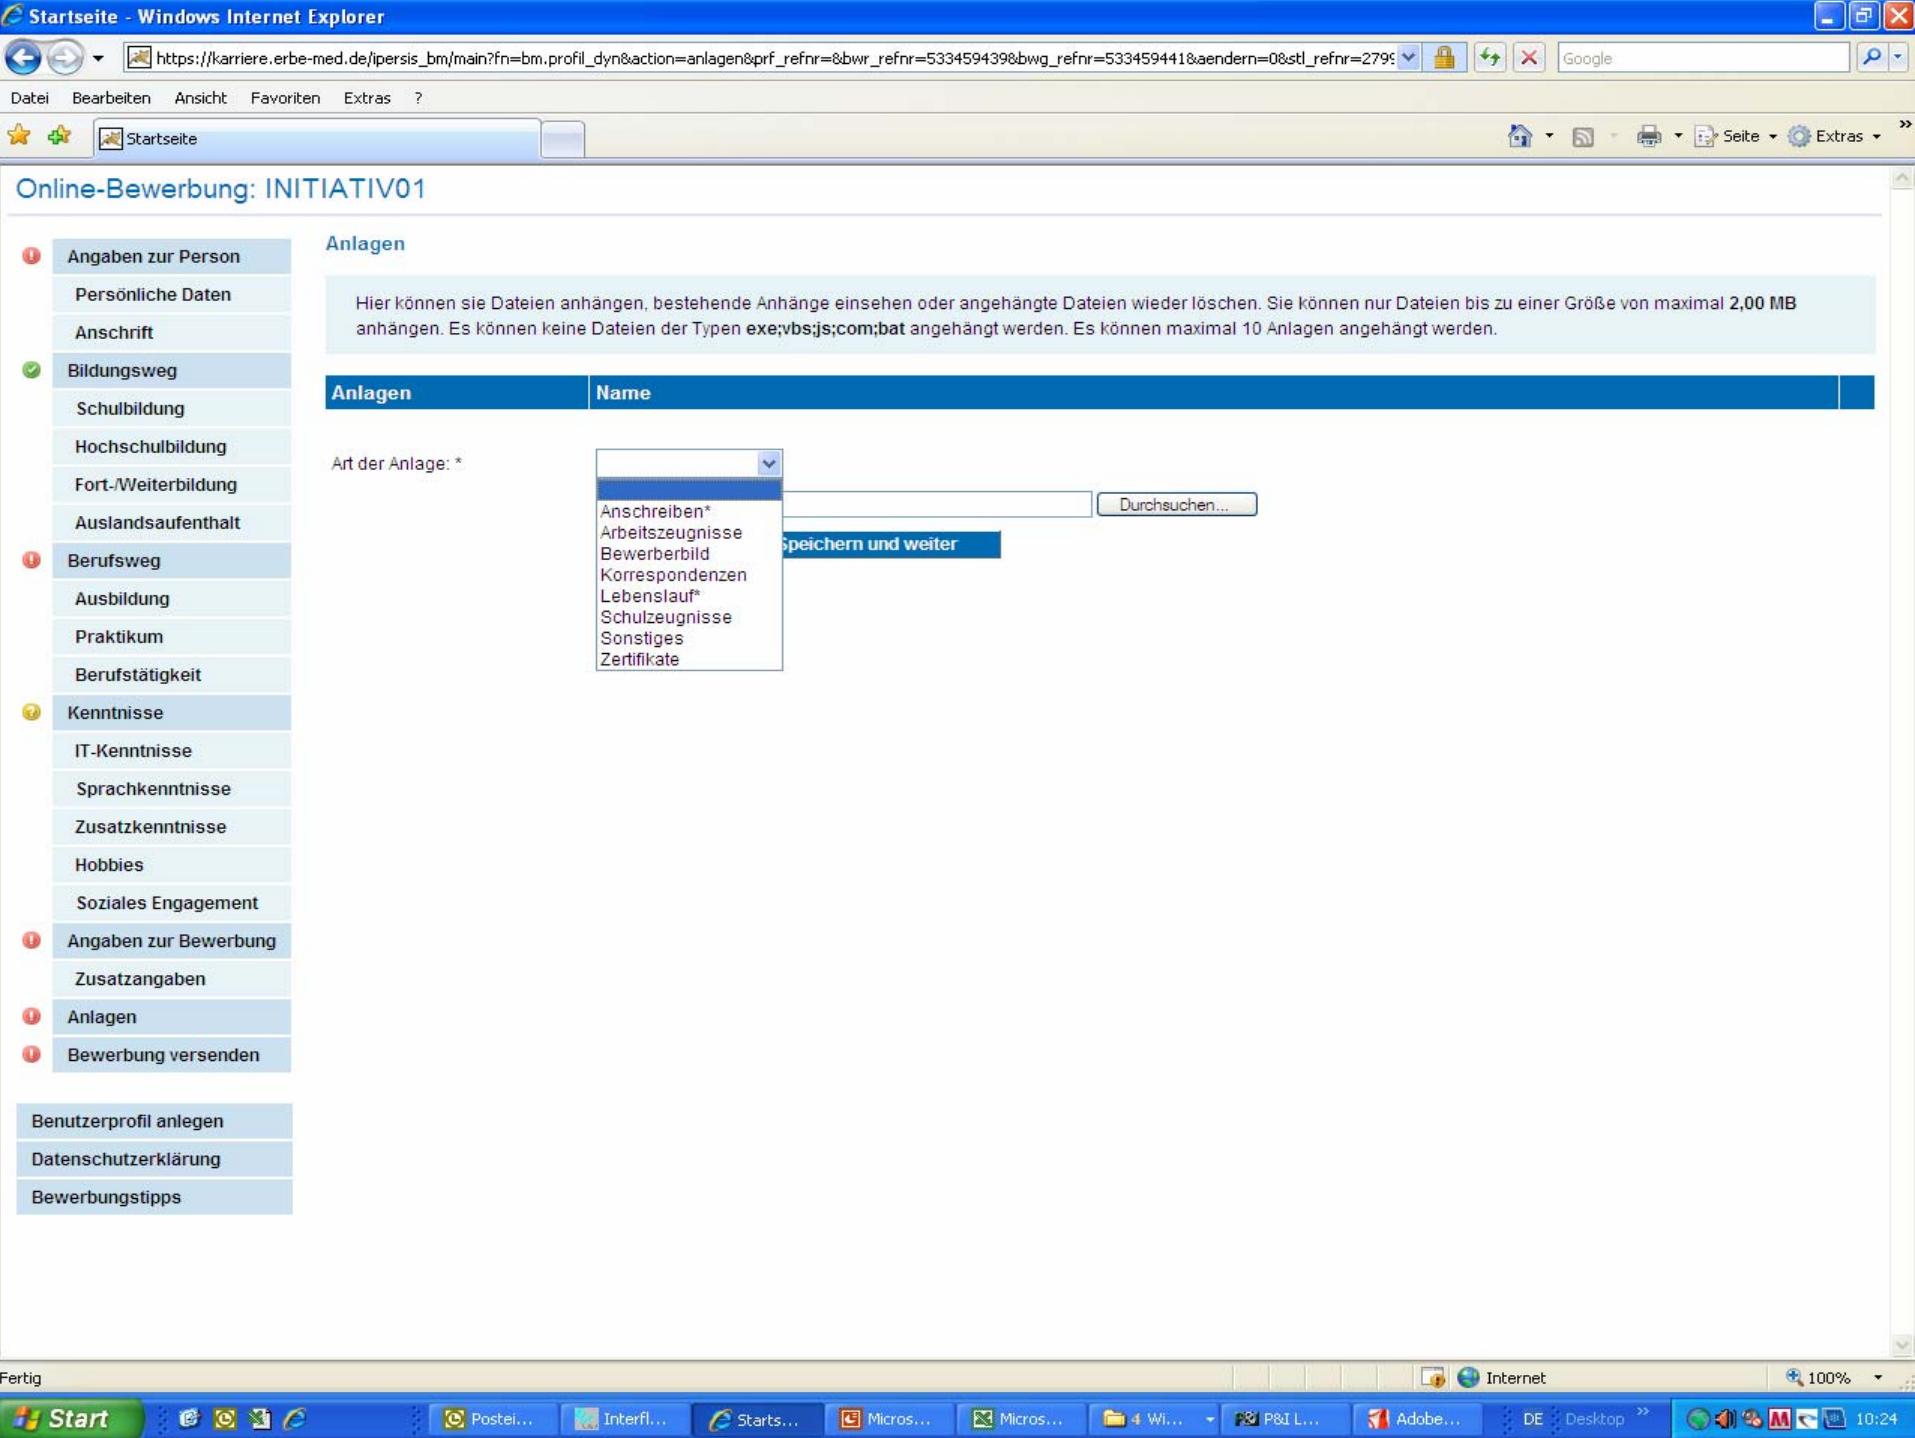 Startseite - Windows Internet Explorer
https://karriere.erbe-med.de/ipersis_bm/main?fn=bm.profil_dyn&action=anlagen&prf_refnr=&bwr_refnr=533459439&bwg_refnr=533459441&aendern=0&stl_refnr=279
Google
Datei Bearbeiten Ansicht Favoriten Extras ?
Startseite
Seite Extras »
Online-Bewerbung: INITIATIV01
Angaben zur Person
Persönliche Daten
Anschrift
Bildungsweg
Schulbildung
Hochschulbildung
Fort-/Weiterbildung
Auslandsaufenthalt
Berufsweg
Ausbildung
Praktikum
Berufstätigkeit
Kenntnisse
IT-Kenntnisse
Sprachkenntnisse
Zusatzkenntnisse
Hobbies
Soziales Engagement
Angaben zur Bewerbung
Zusatzangaben
Anlagen
Bewerbung versenden
Benutzerprofil anlegen
Datenschutzerklärung
Bewerbungstipps
Anlagen
Hier können sie Dateien anhängen, bestehende Anhänge einsehen oder angehängte Dateien wieder löschen. Sie können nur Dateien bis zu einer Größe von maximal 2,00 MB
anhängen. Es können keine Dateien der Typen exe;vbs;js;com;bat angehängt werden. Es können maximal 10 Anlagen angehängt werden.
Anlagen Name
Art der Anlage: *
Durchsuchen...
Anschreiben*
Arbeitszeugnisse
Bewerberbild
Korrespondenzen
Lebenslauf*
Schulzeugnisse
Sonstiges
Zertifikate
Speichern und weiter
Fertig Internet 100%
Start Postei... Interfl... Starts... Micros... Micros... 4 Wi... P&I L... Adobe... DE Desktop » 10:24